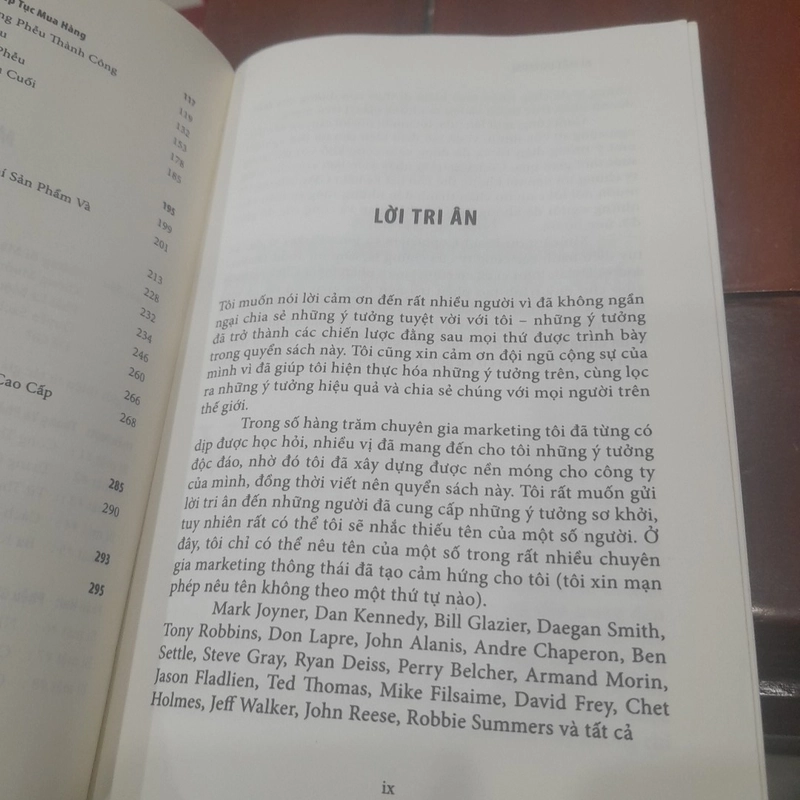 Tục Mua Hàng
Phễu Thành Công
Phễu
Cuối
117
119
132
153
178
185
Sản Phẩm Và
195
199
201
213
228
232
234
246
260
Cao Cấp
266
268
285
290
293
295
LỜI TRI ÂN
Tôi muốn nói lời cảm ơn đến rất nhiều người vì đã không ngần
ngại chia sẻ những ý tưởng tuyệt vời với tôi – những ý tưởng
đã trở thành các chiến lược đằng sau mọi thứ được trình bày
trong quyển sách này. Tôi cũng xin cảm ơn đội ngũ cộng sự của
mình vì đã giúp tôi hiện thực hóa những ý tưởng trên, cùng lọc
ra những ý tưởng hiệu quả và chia sẻ chúng với mọi người trên
thế giới.
Trong số hàng trăm chuyên gia marketing tôi đã từng có
dịp được học hỏi, nhiều vị đã mang đến cho tôi những ý tưởng
độc đáo, nhờ đó tôi đã xây dựng được nền móng cho công ty
của mình, đồng thời viết nên quyển sách này. Tôi rất muốn gửi
lời tri ân đến những người đã cung cấp những ý tưởng sơ khởi,
tuy nhiên rất có thể tôi sẽ nhắc thiếu tên của một số người. Ở
đây, tôi chỉ có thể nêu tên của một số trong rất nhiều chuyên
gia marketing thông thái đã tạo cảm hứng cho tôi (tôi xin mạn
phép nêu tên không theo một thứ tự nào).
Mark Joyner, Dan Kennedy, Bill Glazier, Daegan Smith,
Tony Robbins, Don Lapre, John Alanis, Andre Chaperon, Ben
Settle, Steve Gray, Ryan Deiss, Perry Belcher, Armand Morin,
Jason Fladlien, Ted Thomas, Mike Filsaime, David Frey, Chet
Holmes, Jeff Walker, John Reese, Robbie Summers và tất cả
ix